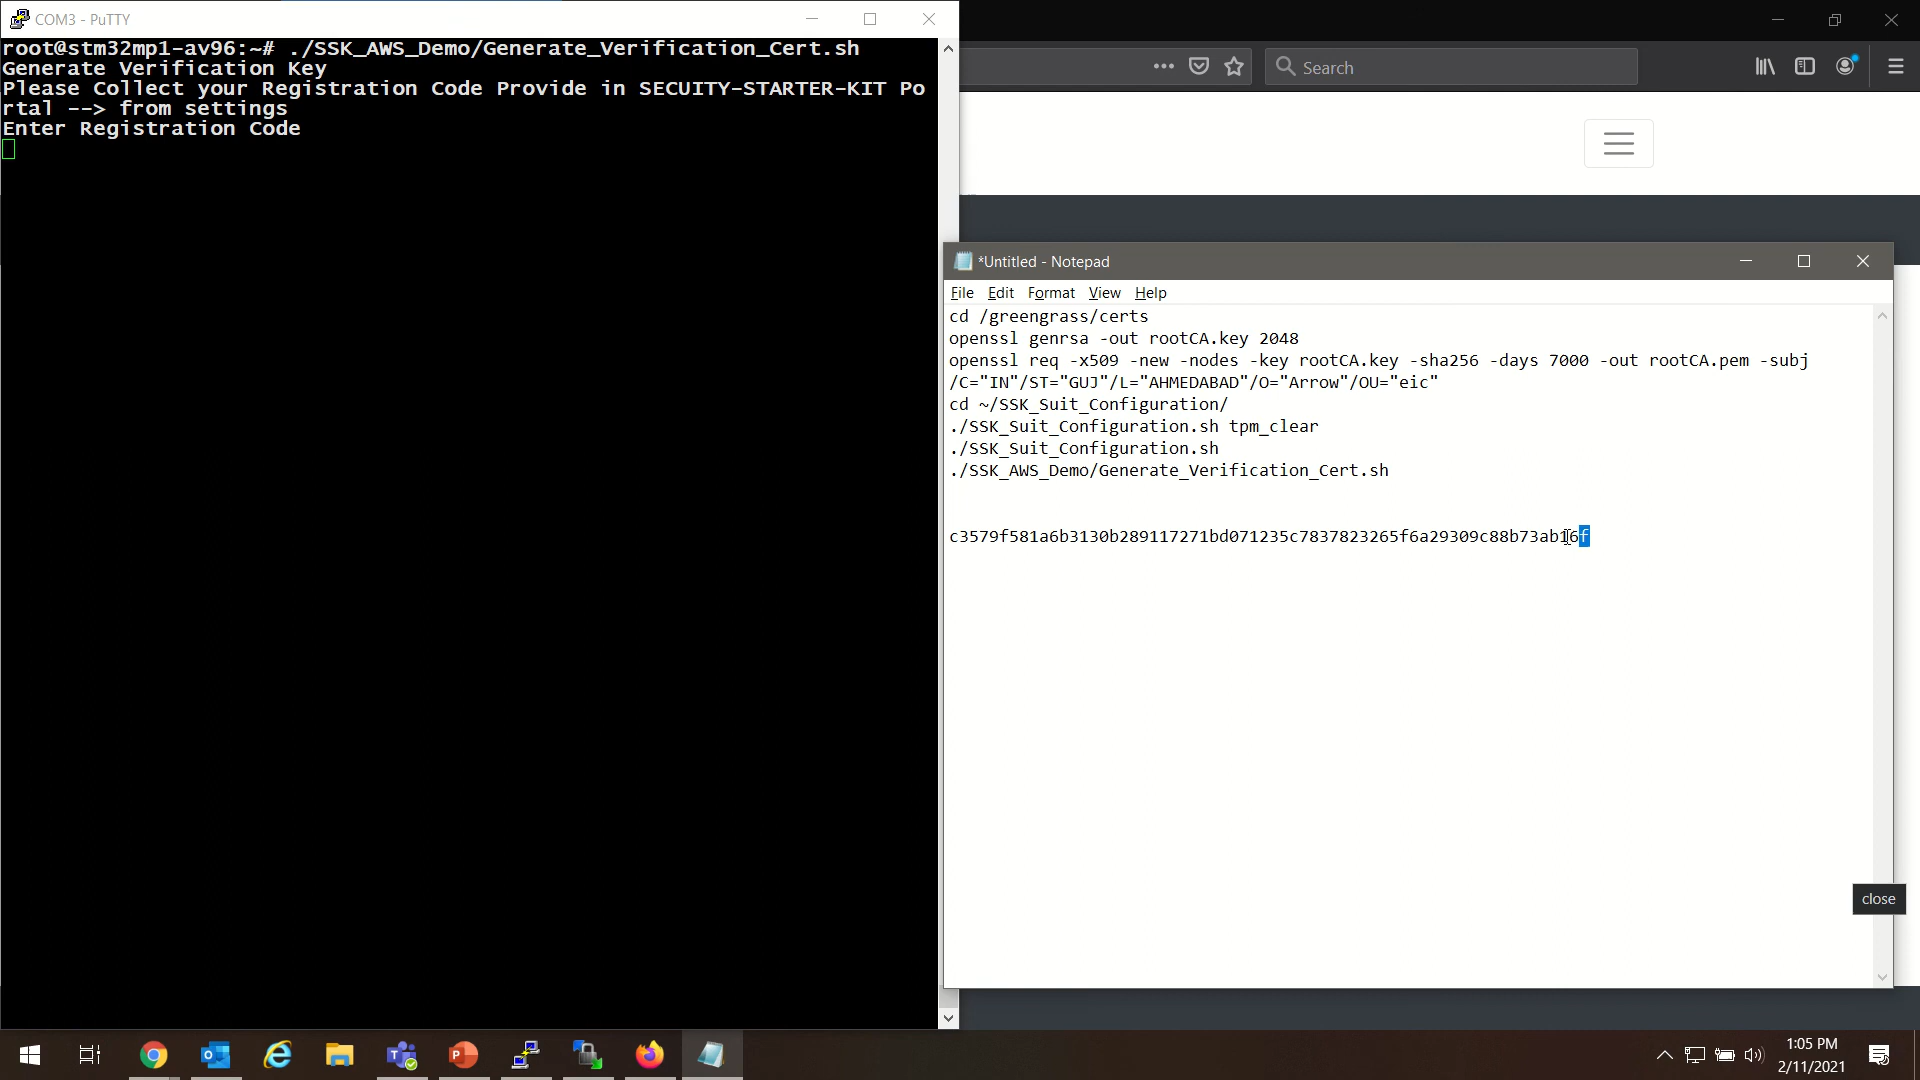 COM3 - PuTTY
root@stm32mp1-av96:~# ./SSK_AWS_Demo/Generate_Verification_Cert.sh
Generate Verification Key
Please Collect your Registration Code Provide in SECUITY-STARTER-KIT Po
rtal --> from settings
Enter Registration Code
Search
*Untitled - Notepad
File Edit Format View Help
cd /greengrass/certs
openssl genrsa -out rootCA.key 2048
openssl req -x509 -new -nodes -key rootCA.key -sha256 -days 7000 -out rootCA.pem -subj
/C="IN"/ST="GUJ"/L="AHMEDABAD"/O="Arrow"/OU="eic"
cd ~/SSK_Suit_Configuration/
./SSK_Suit_Configuration.sh tpm_clear
./SSK_Suit_Configuration.sh
./SSK_AWS_Demo/Generate_Verification_Cert.sh
c3579f581a6b3130b289117271bd071235c7837823265f6a29309c88b73ab16f
close
1:05 PM
2/11/2021